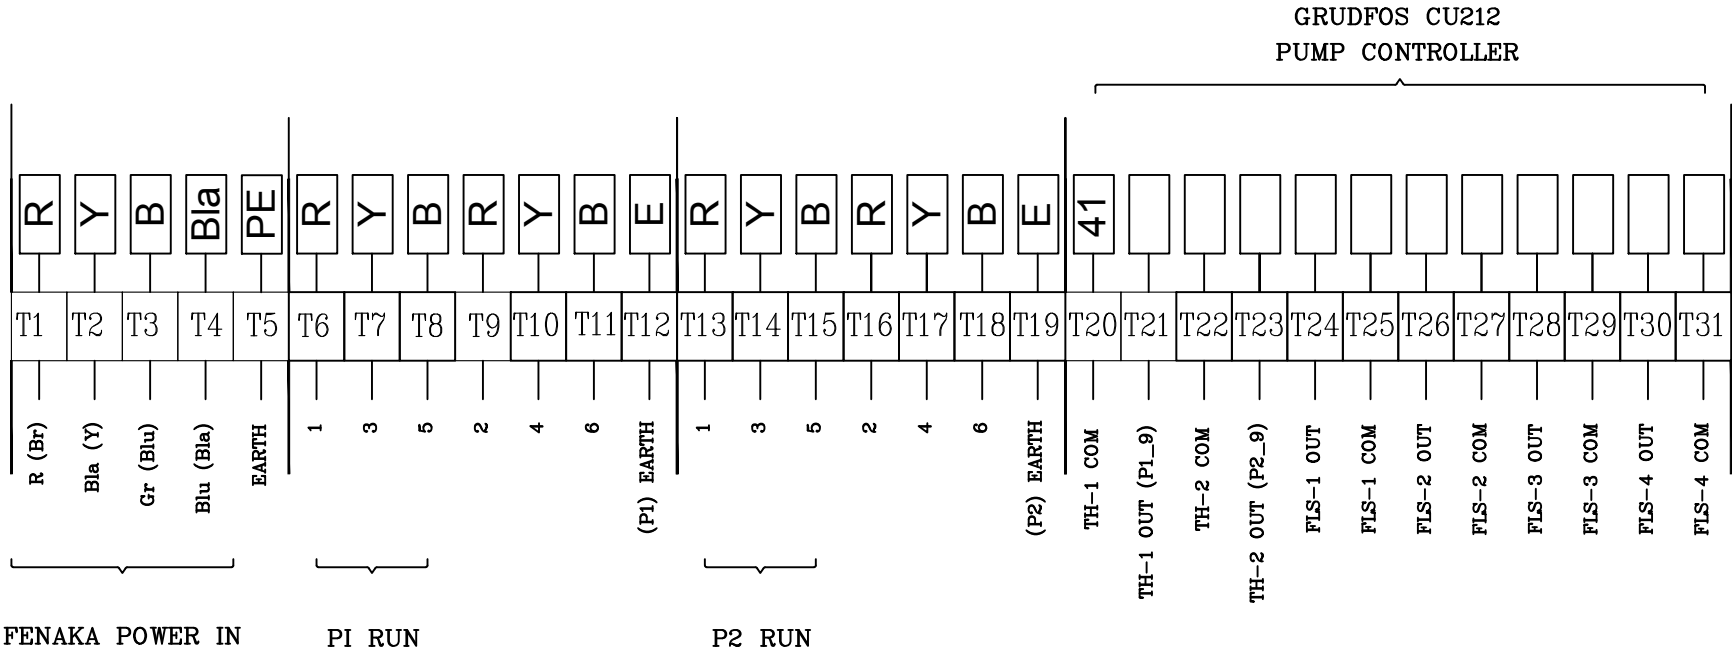 GRUDFOS CU212
PUMP CONTROLLER
R Y B Bla PE R Y B R Y B E R Y B R Y B E 41
T1 T2 T3 T4 T5 T6 T7 T8 T9 T10 T11 T12 T13 T14 T15 T16 T17 T18 T19 T20 T21 T22 T23 T24 T25 T26 T27 T28 T29 T30 T31
R (Br)
Bla (Y)
Gr (Blu)
Blu (Bla)
EARTH
1
3
5
2
4
6
(P1) EARTH
1
3
5
2
4
6
(P2) EARTH
TH-1 COM
TH-1 OUT (P1_9)
TH-2 COM
TH-2 OUT (P2_9)
FLS-1 OUT
FLS-1 COM
FLS-2 OUT
FLS-2 COM
FLS-3 OUT
FLS-3 COM
FLS-4 OUT
FLS-4 COM
FENAKA POWER IN
PI RUN
P2 RUN